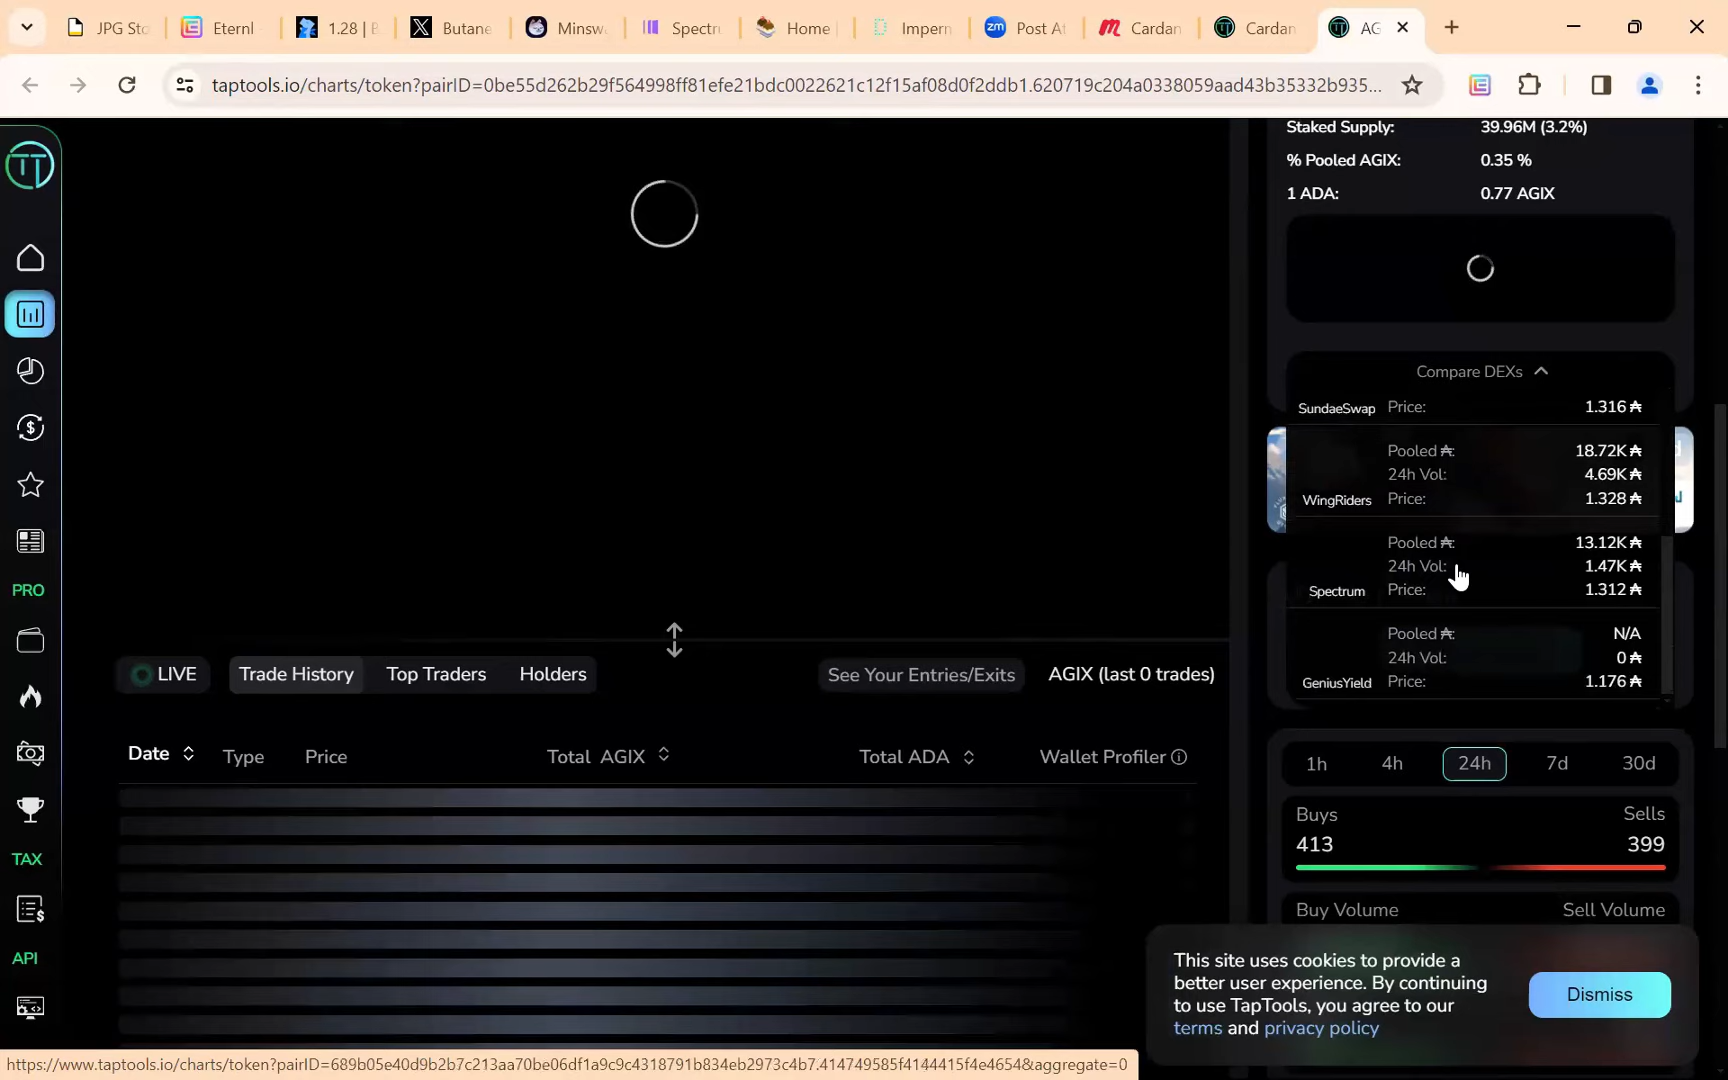 JPG Sto
Eternl
1.28 | B
Butane
Minswa
Spectru
Home |
Imperm
Post At
Cardan
Cardan
AG
taptools.io/charts/token?pairID=0be55d262b29f564998ff81efe21bdc0022621c12f15af08d0f2ddb1.620719c204a0338059aad43b35332b935...
TT
PRO
TAX
API
Staked Supply: 39.96M (3.2%)
% Pooled AGIX: 0.35 %
1 ADA: 0.77 AGIX
Compare DEXs
SundaeSwap Price: 1.316 ₳
Pooled ₳: 18.72K ₳
24h Vol: 4.69K ₳
WingRiders Price: 1.328 ₳
Pooled ₳: 13.12K ₳
24h Vol: 1.47K ₳
Spectrum Price: 1.312 ₳
Pooled ₳: N/A
24h Vol: 0 ₳
GeniusYield Price: 1.176 ₳
LIVE Trade History Top Traders Holders See Your Entries/Exits AGIX (last 0 trades)
Date Type Price Total AGIX Total ADA Wallet Profiler
1h 4h 24h 7d 30d
Buys Sells
413 399
Buy Volume Sell Volume
This site uses cookies to provide a
better user experience. By continuing
to use TapTools, you agree to our
terms and privacy policy
Dismiss
https://www.taptools.io/charts/token?pairID=689b05e40d9b2b7c213aa70be06df1a9c9c4318791b834eb2973c4b7.414749585f4144415f4e4654&aggregate=0